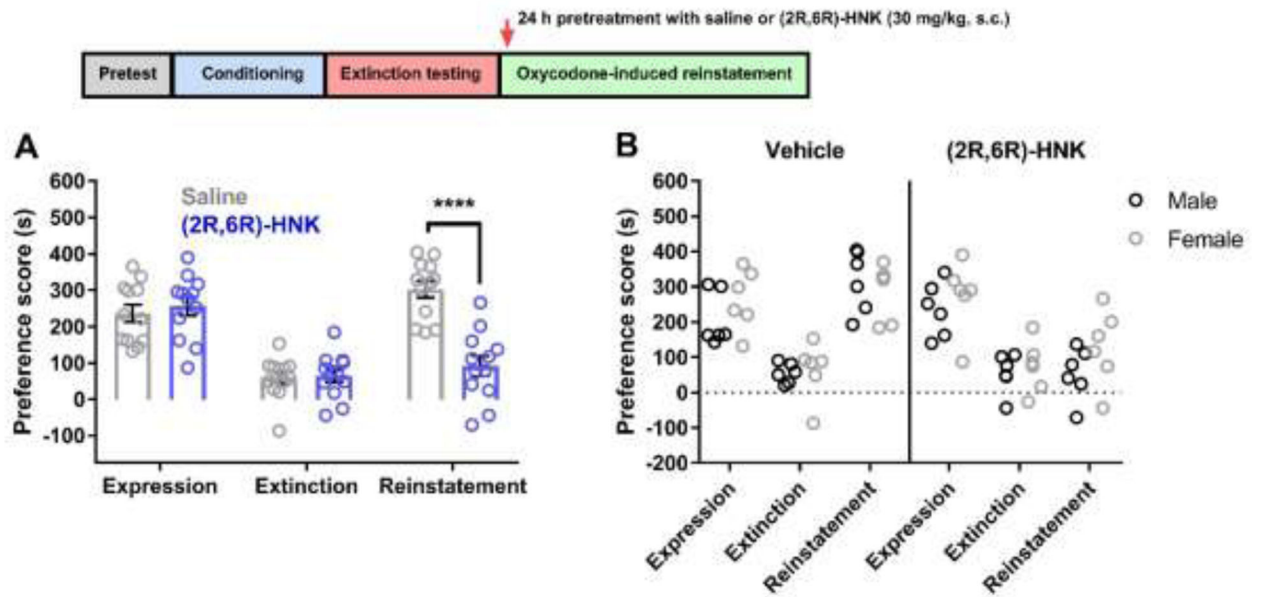 24 h pretreatment with saline or (2R,6R)-HNK (30 mg/kg, s.c.)
Pretest
Conditioning
Extinction testing
Oxycodone-induced reinstatement
A
Preference score (s)
600
500
400
300
200
100
0
-100
Saline
(2R,6R)-HNK
****
Expression
Extinction
Reinstatement
B
Vehicle
(2R,6R)-HNK
Preference score (s)
600
500
400
300
200
100
0
-100
-200
Expression
Extinction
Reinstatement
Expression
Extinction
Reinstatement
Male
Female